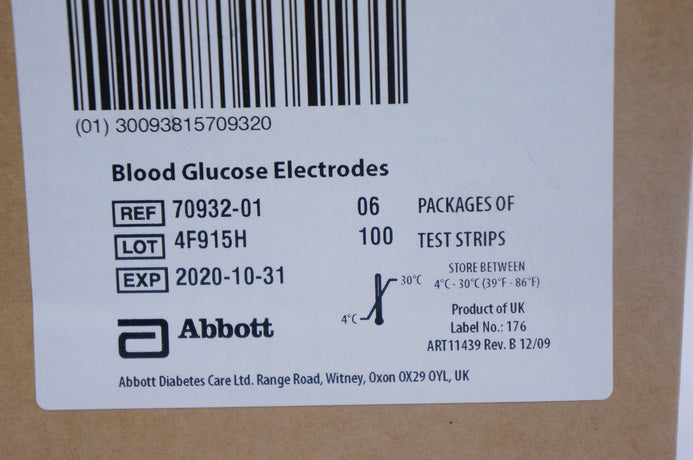 (01) 30093815709320
Blood Glucose Electrodes
REF 70932-01 06 PACKAGES OF
LOT 4F915H 100 TEST STRIPS
EXP 2020-10-31
30°C
4°C
STORE BETWEEN
4°C - 30°C (39°F - 86°F)
Product of UK
Label No.: 176
ART11439 Rev. B 12/09
Abbott
Abbott Diabetes Care Ltd. Range Road, Witney, Oxon OX29 OYL, UK